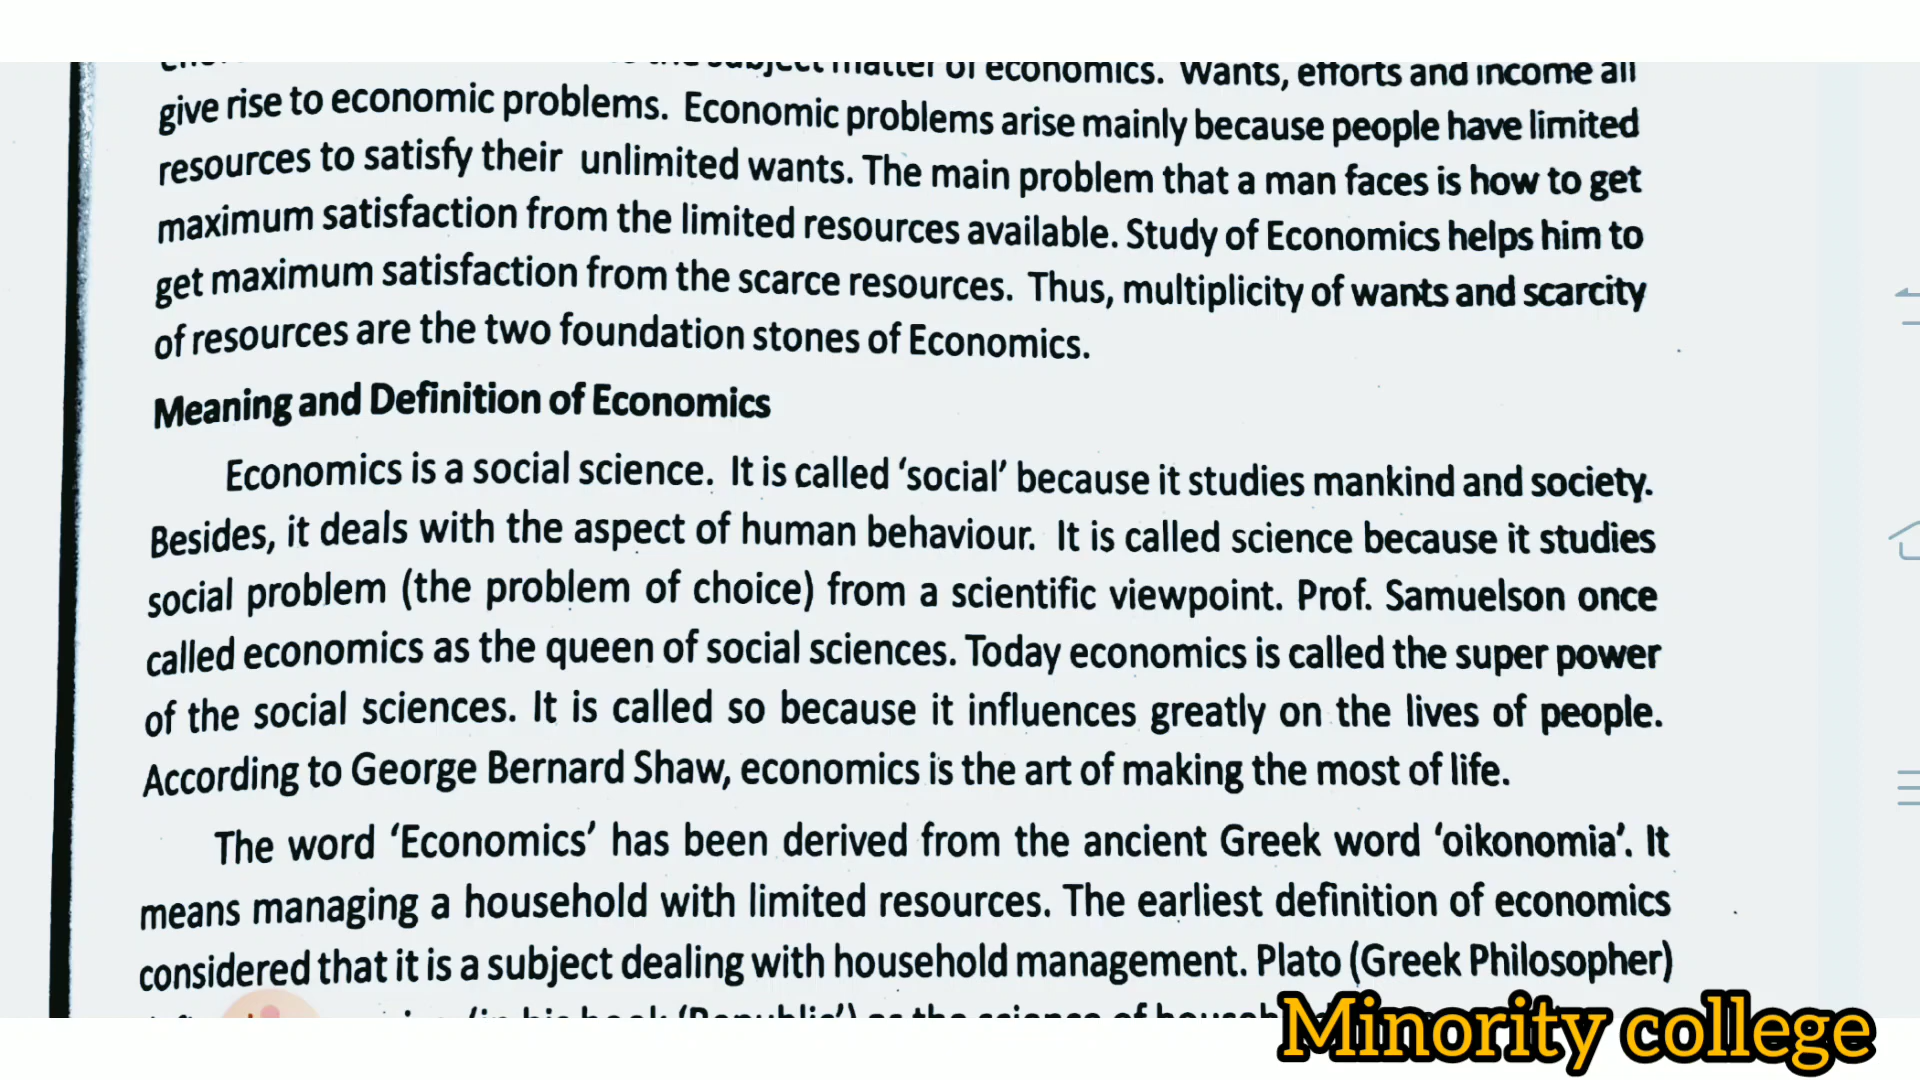 subject matter of economics. Wants, efforts and income all
give rise to economic problems. Economic problems arise mainly because people have limited
resources to satisfy their unlimited wants. The main problem that a man faces is how to get
maximum satisfaction from the limited resources available. Study of Economics helps him to
get maximum satisfaction from the scarce resources. Thus, multiplicity of wants and scarcity
of resources are the two foundation stones of Economics.
Meaning and Definition of Economics
Economics is a social science. It is called ‘social’ because it studies mankind and society.
Besides, it deals with the aspect of human behaviour. It is called science because it studies
social problem (the problem of choice) from a scientific viewpoint. Prof. Samuelson once
called economics as the queen of social sciences. Today economics is called the super power
of the social sciences. It is called so because it influences greatly on the lives of people.
According to George Bernard Shaw, economics is the art of making the most of life.
The word ‘Economics’ has been derived from the ancient Greek word ‘oikonomia’. It
means managing a household with limited resources. The earliest definition of economics
considered that it is a subject dealing with household management. Plato (Greek Philosopher)
(in his book (Republic’) as the science of
Minority college